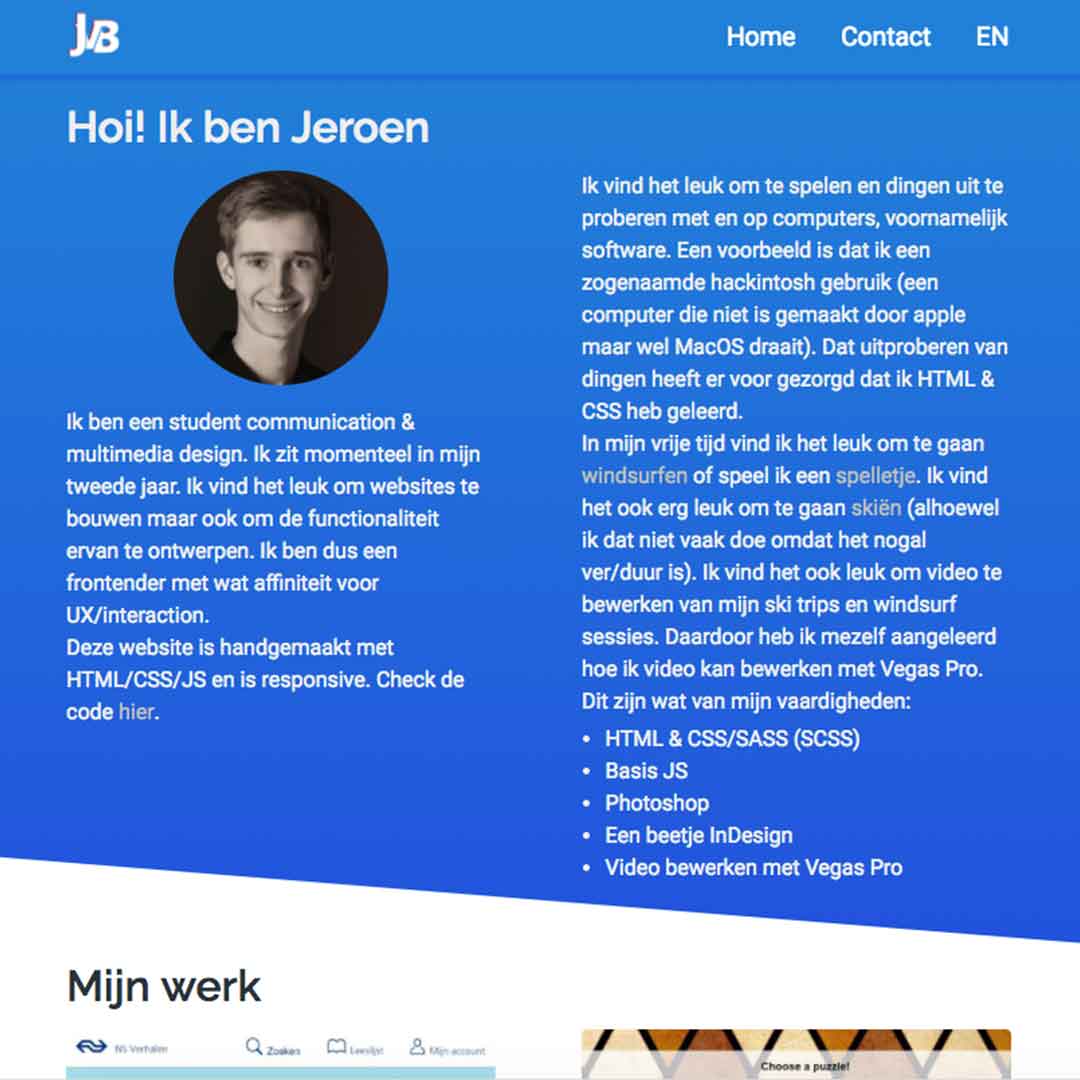 JVB
Home Contact EN
Hoi! Ik ben Jeroen
Ik ben een student communication &
multimedia design. Ik zit momenteel in mijn
tweede jaar. Ik vind het leuk om websites te
bouwen maar ook om de functionaliteit
ervan te ontwerpen. Ik ben dus een
frontender met wat affiniteit voor
UX/interaction.
Deze website is handgemaakt met
HTML/CSS/JS en is responsive. Check de
code hier.
Ik vind het leuk om te spelen en dingen uit te
proberen met en op computers, voornamelijk
software. Een voorbeeld is dat ik een
zogenaamde hackintosh gebruik (een
computer die niet is gemaakt door apple
maar wel MacOS draait). Dat uitproberen van
dingen heeft er voor gezorgd dat ik HTML &
CSS heb geleerd.
In mijn vrije tijd vind ik het leuk om te gaan
windsurfen of speel ik een spelletje. Ik vind
het ook erg leuk om te gaan skiën (alhoewel
ik dat niet vaak doe omdat het nogal
ver/duur is). Ik vind het ook leuk om video te
bewerken van mijn ski trips en windsurf
sessies. Daardoor heb ik mezelf aangeleerd
hoe ik video kan bewerken met Vegas Pro.
Dit zijn wat van mijn vaardigheden:
• HTML & CSS/SASS (SCSS)
• Basis JS
• Photoshop
• Een beetje InDesign
• Video bewerken met Vegas Pro
Mijn werk
NS Verhalen Zoeken Leeslijst Mijn account
Choose a puzzle!